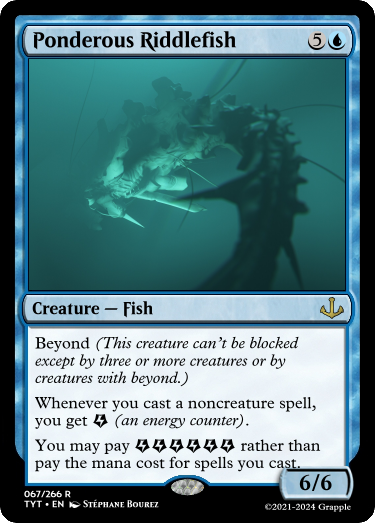 Ponderous Riddlefish 5
Creature — Fish
Beyond (This creature can't be blocked
except by three or more creatures or by
creatures with beyond.)
Whenever you cast a noncreature spell,
you get (an energy counter).
You may pay rather than
pay the mana cost for spells you cast.
6/6
067/266 R
TYT • EN Stéphane Bourez
©2021-2024 Grapple